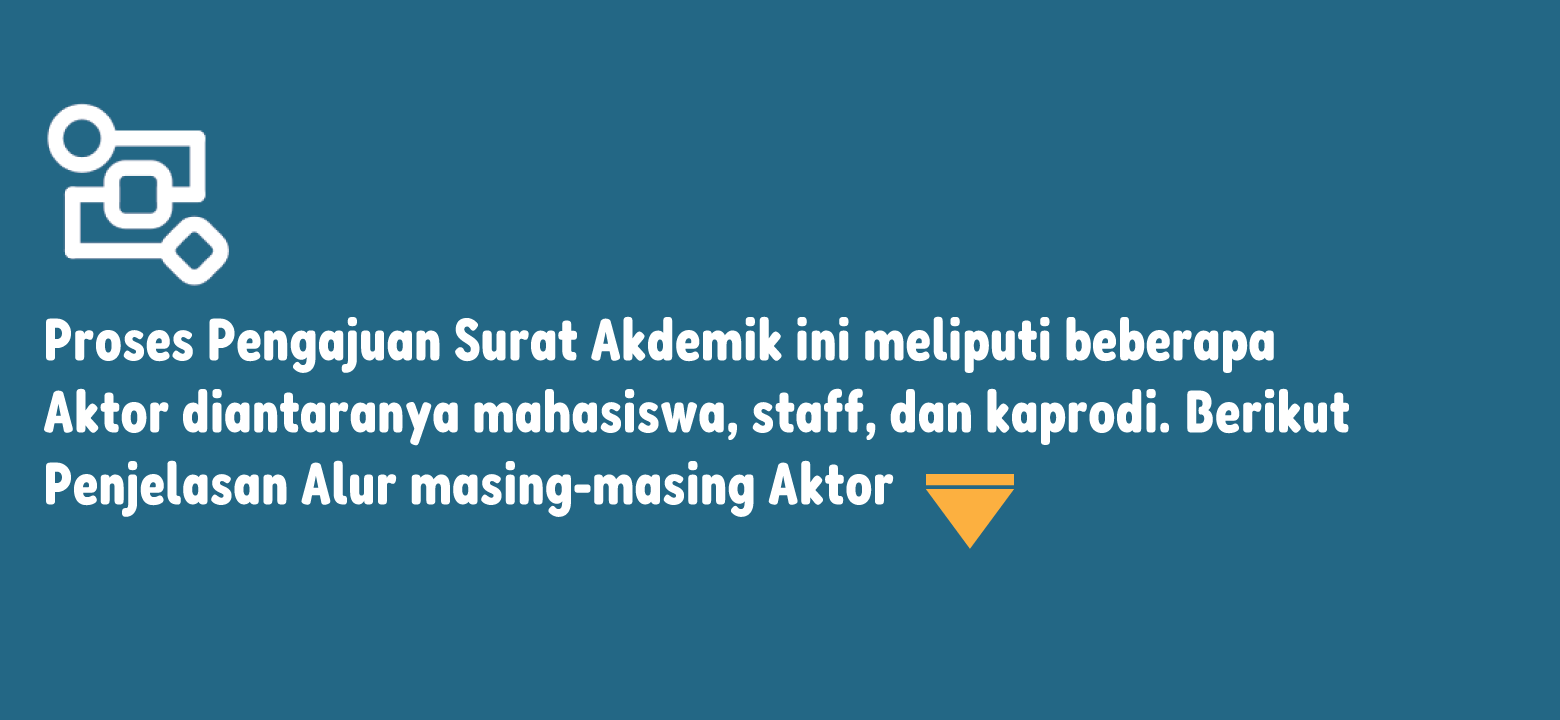 Proses Pengajuan Surat Akdemik ini meliputi beberapa
Aktor diantaranya mahasiswa, staff, dan kaprodi. Berikut
Penjelasan Alur masing-masing Aktor